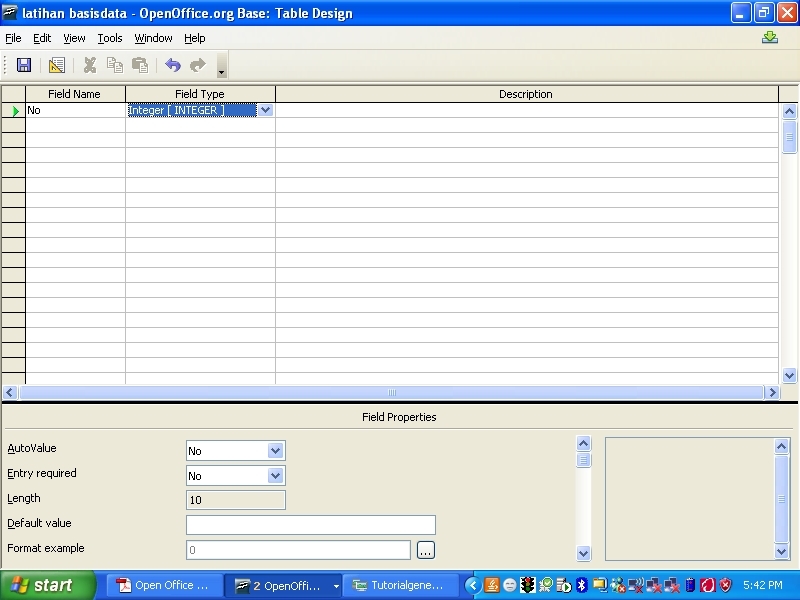 latihan basisdata - OpenOffice.org Base: Table Design
File Edit View Tools Window Help
Field Name Field Type Description
No Integer [ INTEGER ]
Field Properties
AutoValue No
Entry required No
Length 10
Default value
Format example 0 ...
start Open Office ... 2 OpenOffi... Tutorialgene... 5:42 PM